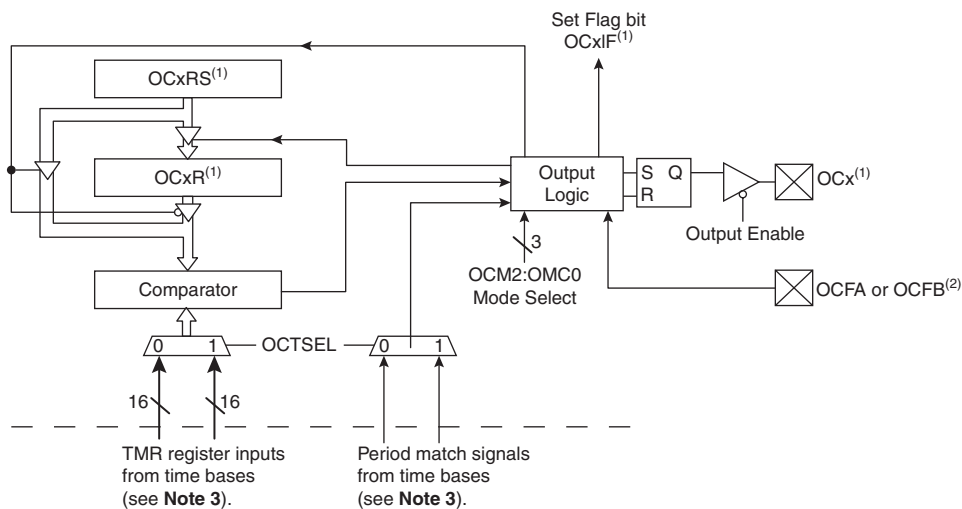 Set Flag bit
OCxIF(1)
OCxRS(1)
OCxR(1)
Output
Logic
S Q
R
OCx(1)
Output Enable
3
OCM2:OMC0
Mode Select
OCFA or OCFB(2)
Comparator
0 1
OCTSEL
0 1
16
16
TMR register inputs
from time bases
(see Note 3).
Period match signals
from time bases
(see Note 3).